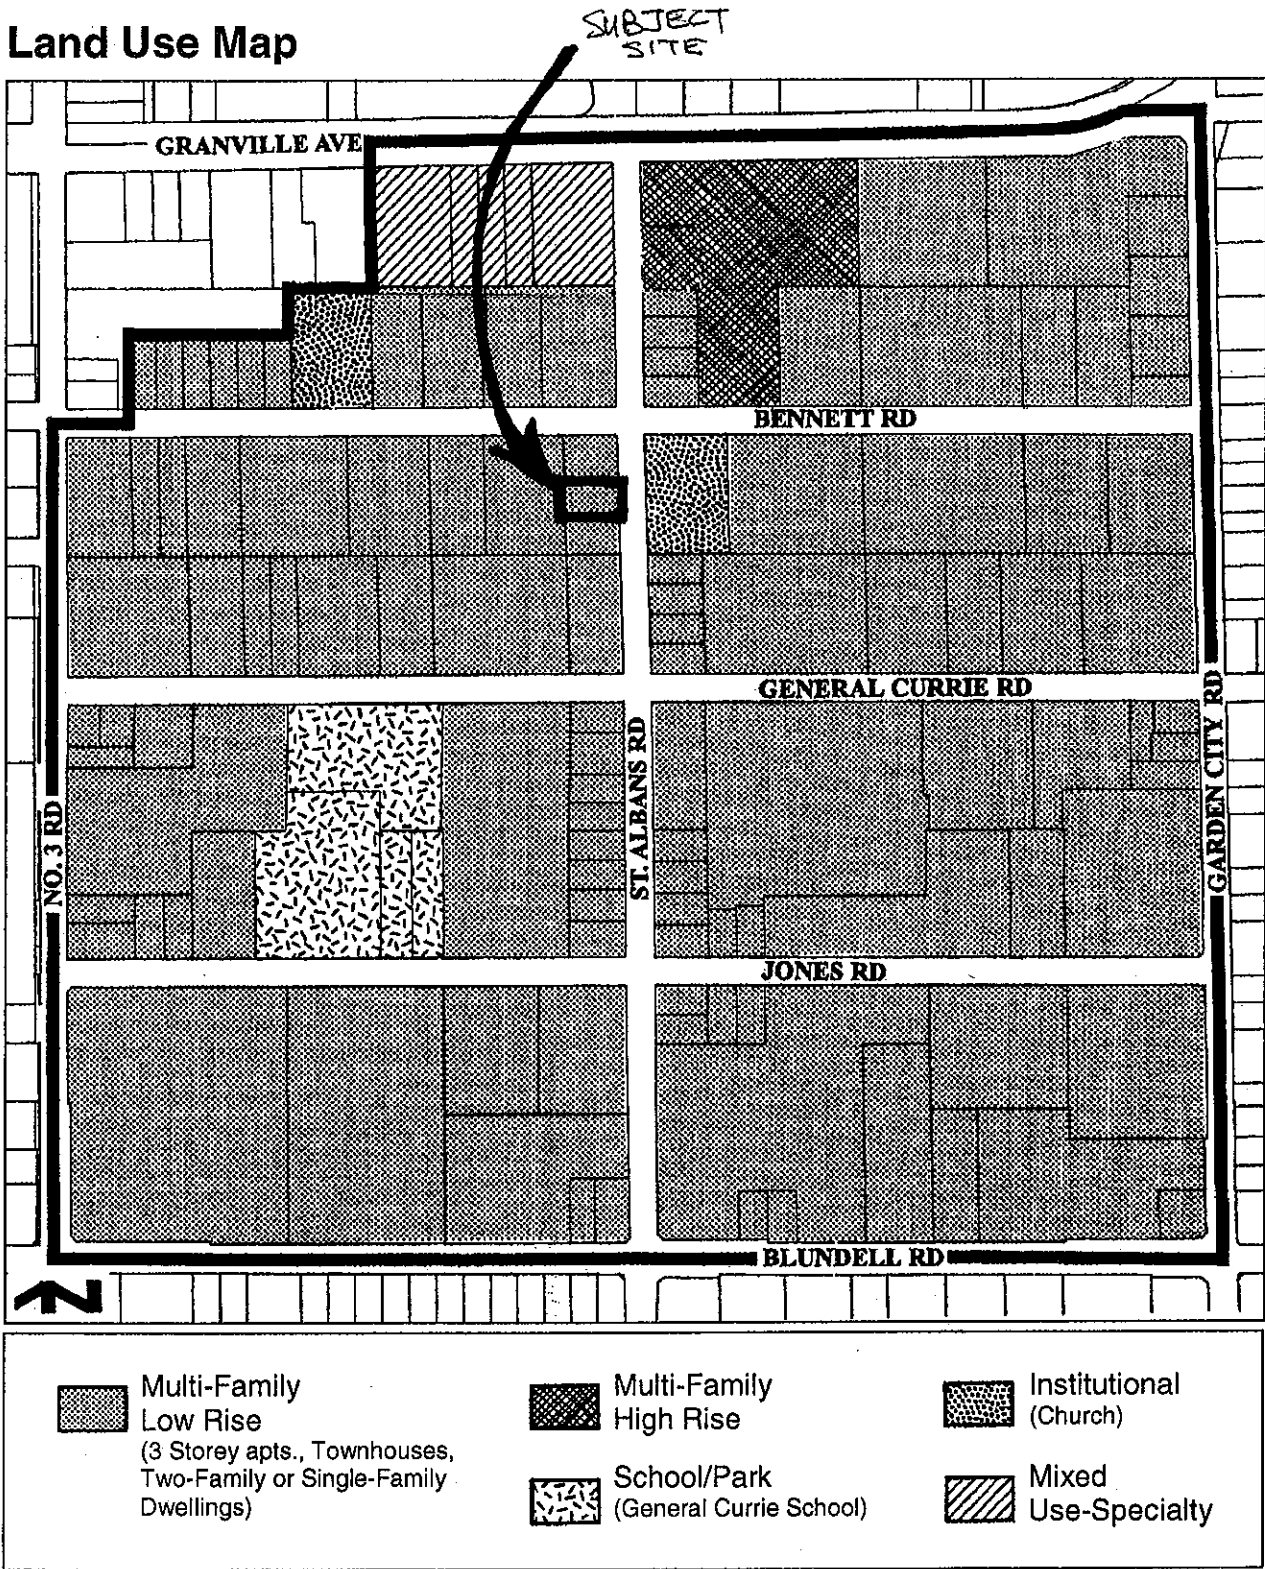 Land Use Map
SUBJECT
SITE
GRANVILLE AVE
BENNETT RD
GENERAL CURRIE RD
ST. ALBANS RD
GARDEN CITY RD
NO. 3 RD
JONES RD
BLUNDELL RD
N
Multi-Family
Low Rise
(3 Storey apts., Townhouses,
Two-Family or Single-Family
Dwellings)
Multi-Family
High Rise
School/Park
(General Currie School)
Institutional
(Church)
Mixed
Use-Specialty